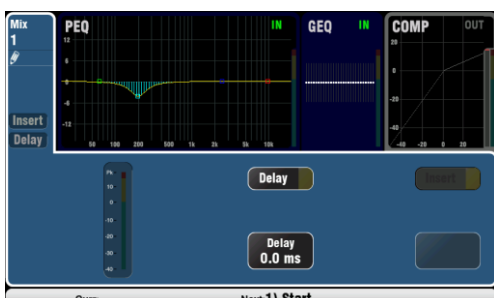 Mix
1
PEQ IN
GEQ IN
COMP OUT
12
6
0
-6
-12
50 100 200 500 1k 2k 5k 10k
20
0
-20
-40
-40 -20 0 20
Insert
Delay
Pk
10
0
-10
-20
-30
-40
Delay
Insert
Delay
0.0 ms
1) Start